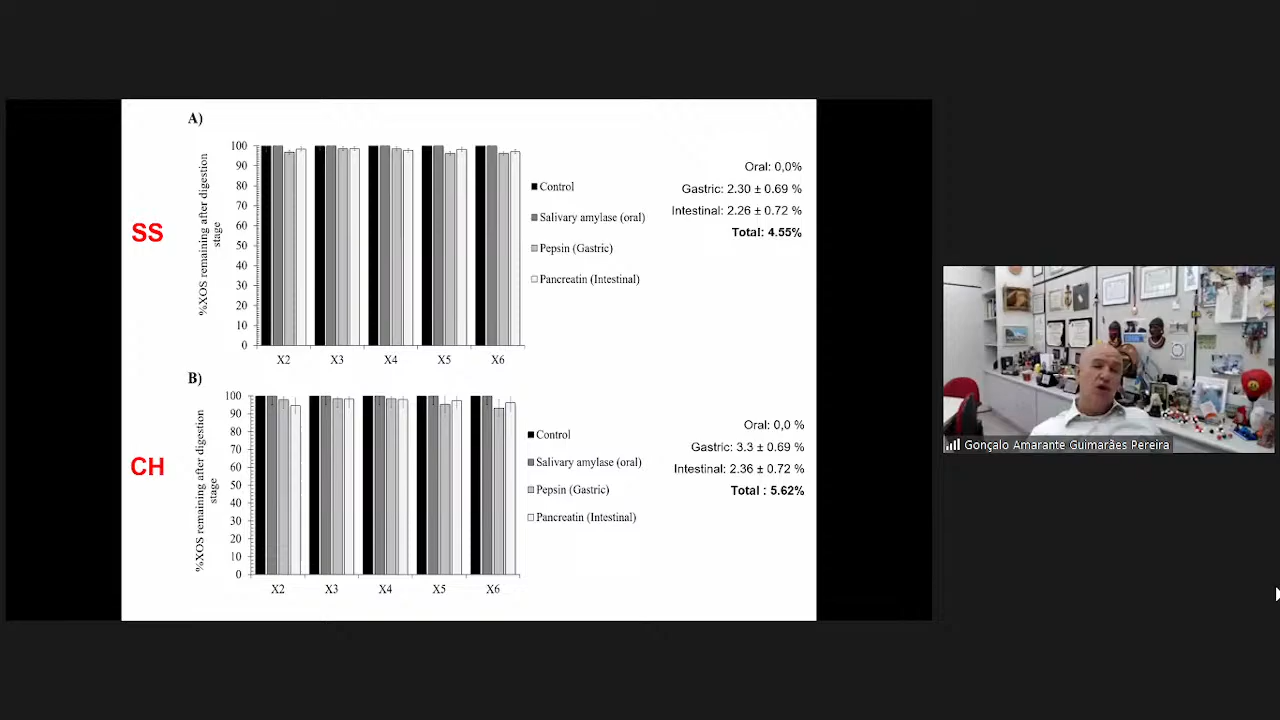 A)
%XOS remaining after digestion
stage
100
90
80
70
60
50
40
30
20
10
0
X2 X3 X4 X5 X6
SS
Control
Salivary amylase (oral)
Pepsin (Gastric)
Pancreatin (Intestinal)
Oral: 0,0%
Gastric: 2.30 ± 0.69 %
Intestinal: 2.26 ± 0.72 %
Total: 4.55%
B)
%XOS remaining after digestion
stage
100
90
80
70
60
50
40
30
20
10
0
X2 X3 X4 X5 X6
CH
Control
Salivary amylase (oral)
Pepsin (Gastric)
Pancreatin (Intestinal)
Oral: 0,0 %
Gastric: 3.3 ± 0.69 %
Intestinal: 2.36 ± 0.72 %
Total : 5.62%
Gonçalo Amarante Guimarães Pereira